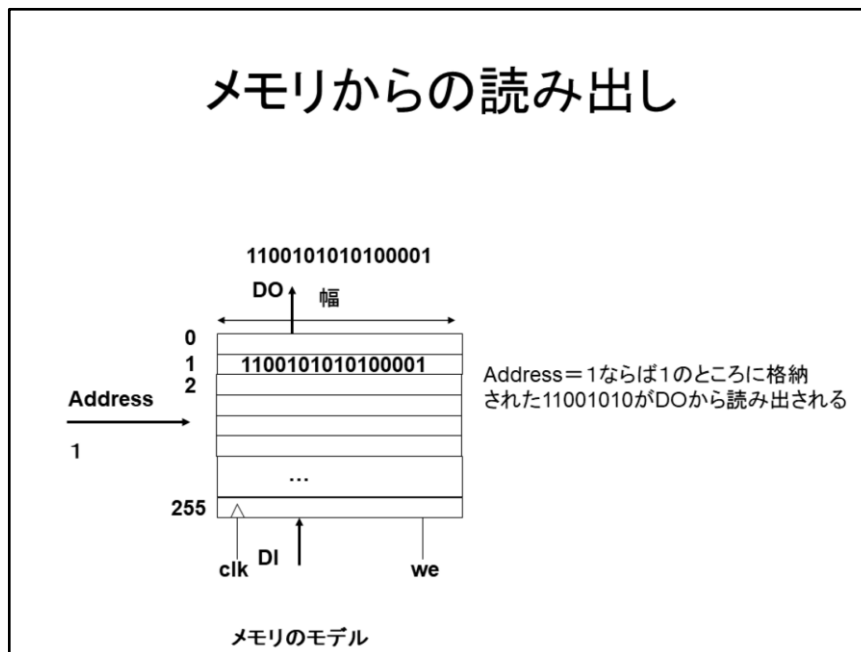 メモリからの読み出し
1100101010100001
DO
幅
0
1
1100101010100001
2
Address
1
Address=1ならば1のところに格納
された11001010がDOから読み出される
...
255
clk
DI
we
メモリのモデル